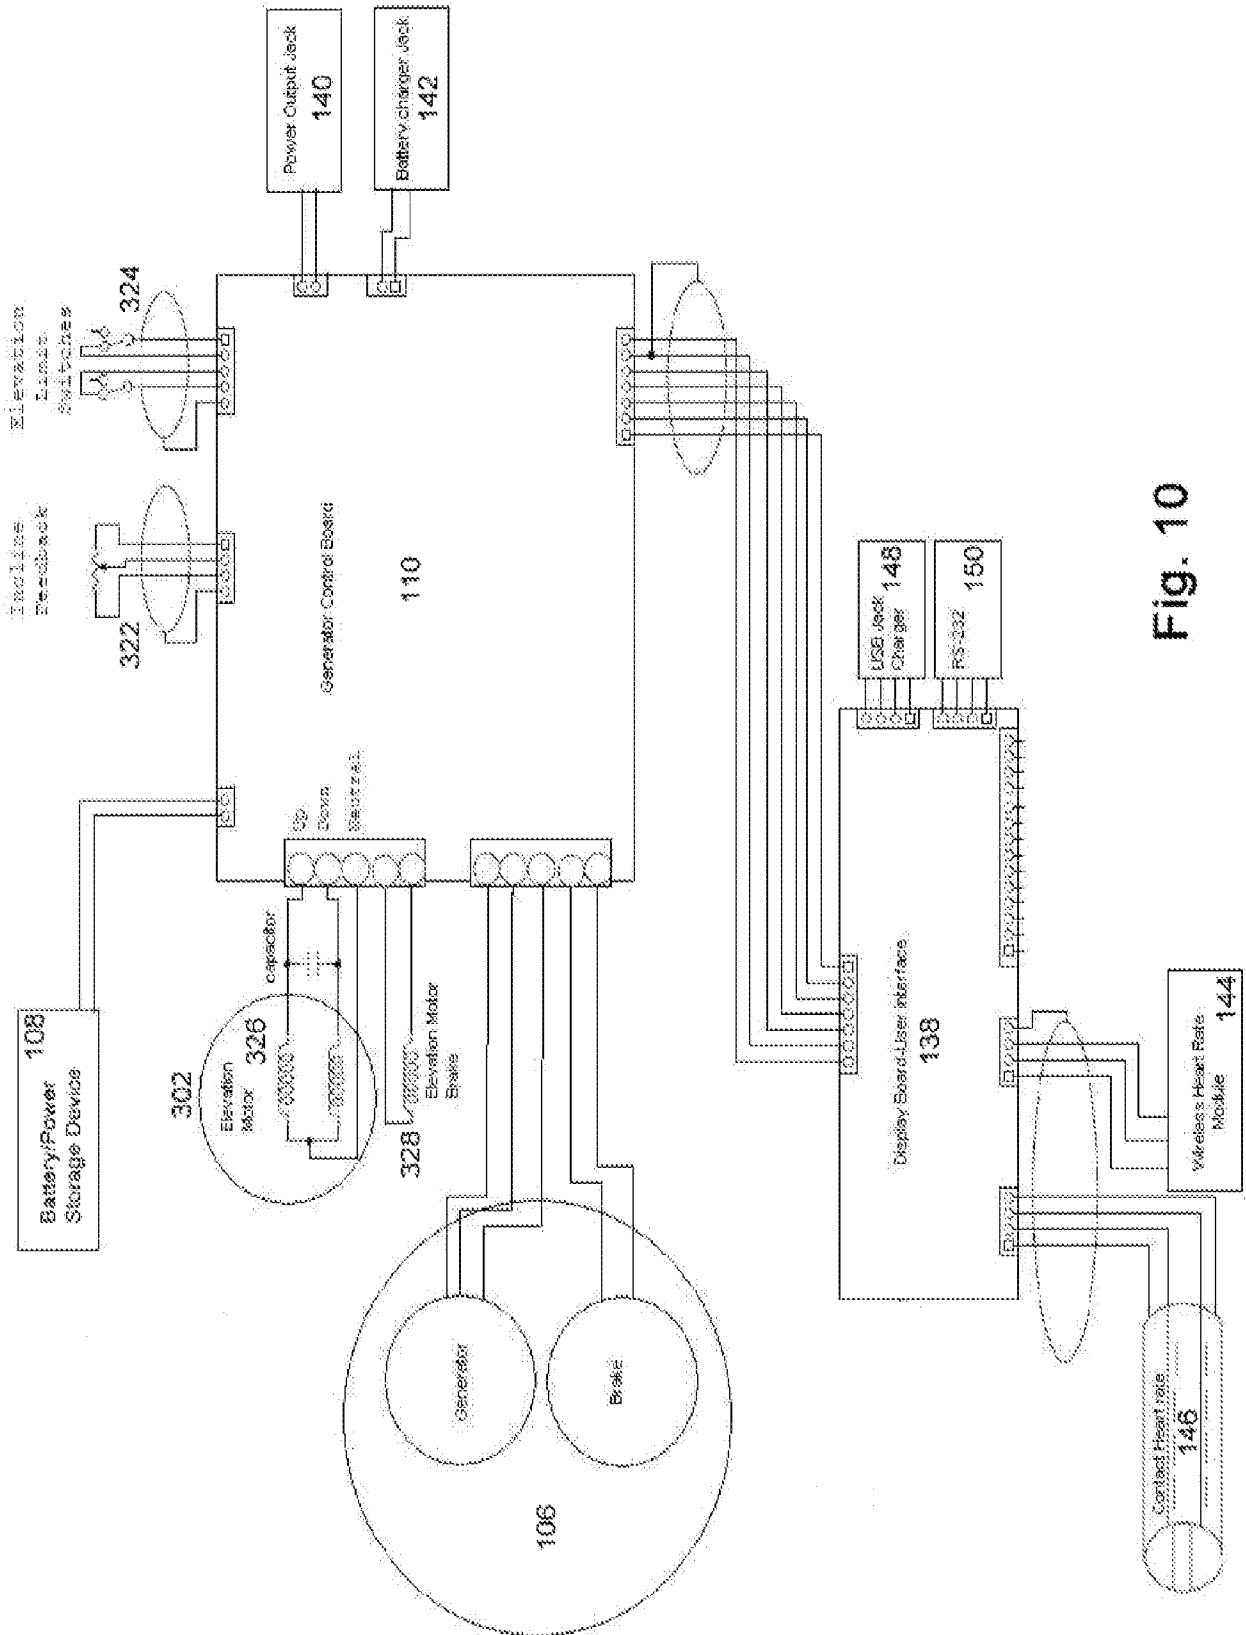 Battery/Power
Storage Device
108
Incline
Feedback
322
Elevation
Limit
Switches
324
302
Elevation
Motor
326
capacitor
Up
Down
Neutral
Elevation Motor
Brake
328
Generator Control Board
110
Power Output Jack
140
Battery charger Jack
142
Generator
Brake
106
Display Board-User interface
138
USB Jack
Charger
148
RS-232
150
Contact Heart rate
146
Wireless Heart Rate
Module
144
Fig. 10